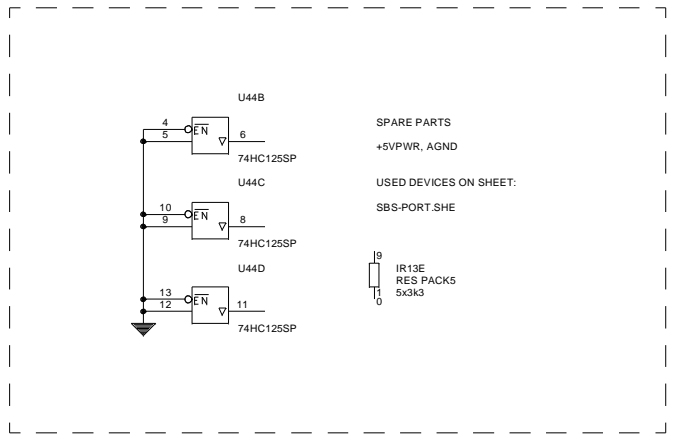 U44B
4
EN
5
6
74HC125SP
U44C
10
EN
9
8
74HC125SP
U44D
13
EN
12
11
74HC125SP
SPARE PARTS
+5VPWR, AGND
USED DEVICES ON SHEET:
SBS-PORT.SHE
9
IR13E
RES PACK5
5x3k3
1
0